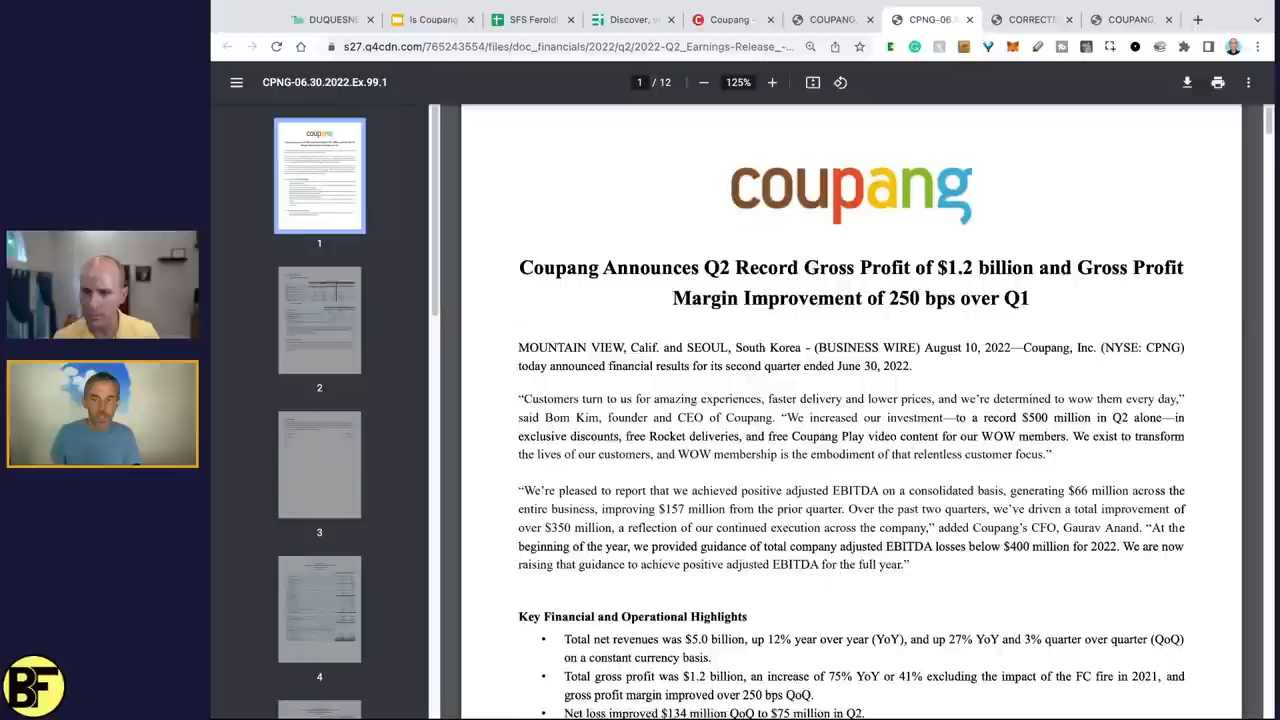 DUQUESNE
Is Coupang
SFS Ferold
Discover, v
Coupang -
COUPANG,
CPNG-06.
CORRECTE
COUPANG,
s27.q4cdn.com/765243554/files/doc_financials/2022/q2/2022-Q2_Earnings-Release_-...
CPNG-06.30.2022.Ex.99.1
1 / 12
125%
coupang
1
2
3
4
coupang
Coupang Announces Q2 Record Gross Profit of $1.2 billion and Gross Profit
Margin Improvement of 250 bps over Q1
MOUNTAIN VIEW, Calif. and SEOUL, South Korea - (BUSINESS WIRE) August 10, 2022—Coupang, Inc. (NYSE: CPNG)
today announced financial results for its second quarter ended June 30, 2022.
“Customers turn to us for amazing experiences, faster delivery and lower prices, and we’re determined to wow them every day,”
said Bom Kim, founder and CEO of Coupang. “We increased our investment—to a record $500 million in Q2 alone—in
exclusive discounts, free Rocket deliveries, and free Coupang Play video content for our WOW members. We exist to transform
the lives of our customers, and WOW membership is the embodiment of that relentless customer focus.”
“We’re pleased to report that we achieved positive adjusted EBITDA on a consolidated basis, generating $66 million across the
entire business, improving $157 million from the prior quarter. Over the past two quarters, we’ve driven a total improvement of
over $350 million, a reflection of our continued execution across the company,” added Coupang’s CFO, Gaurav Anand. “At the
beginning of the year, we provided guidance of total company adjusted EBITDA losses below $400 million for 2022. We are now
raising that guidance to achieve positive adjusted EBITDA for the full year.”
Key Financial and Operational Highlights
• Total net revenues was $5.0 billion, up 12% year over year (YoY), and up 27% YoY and 3% quarter over quarter (QoQ)
on a constant currency basis.
• Total gross profit was $1.2 billion, an increase of 75% YoY or 41% excluding the impact of the FC fire in 2021, and
gross profit margin improved over 250 bps QoQ.
• Net loss improved $134 million QoQ to $75 million in Q2.
BF